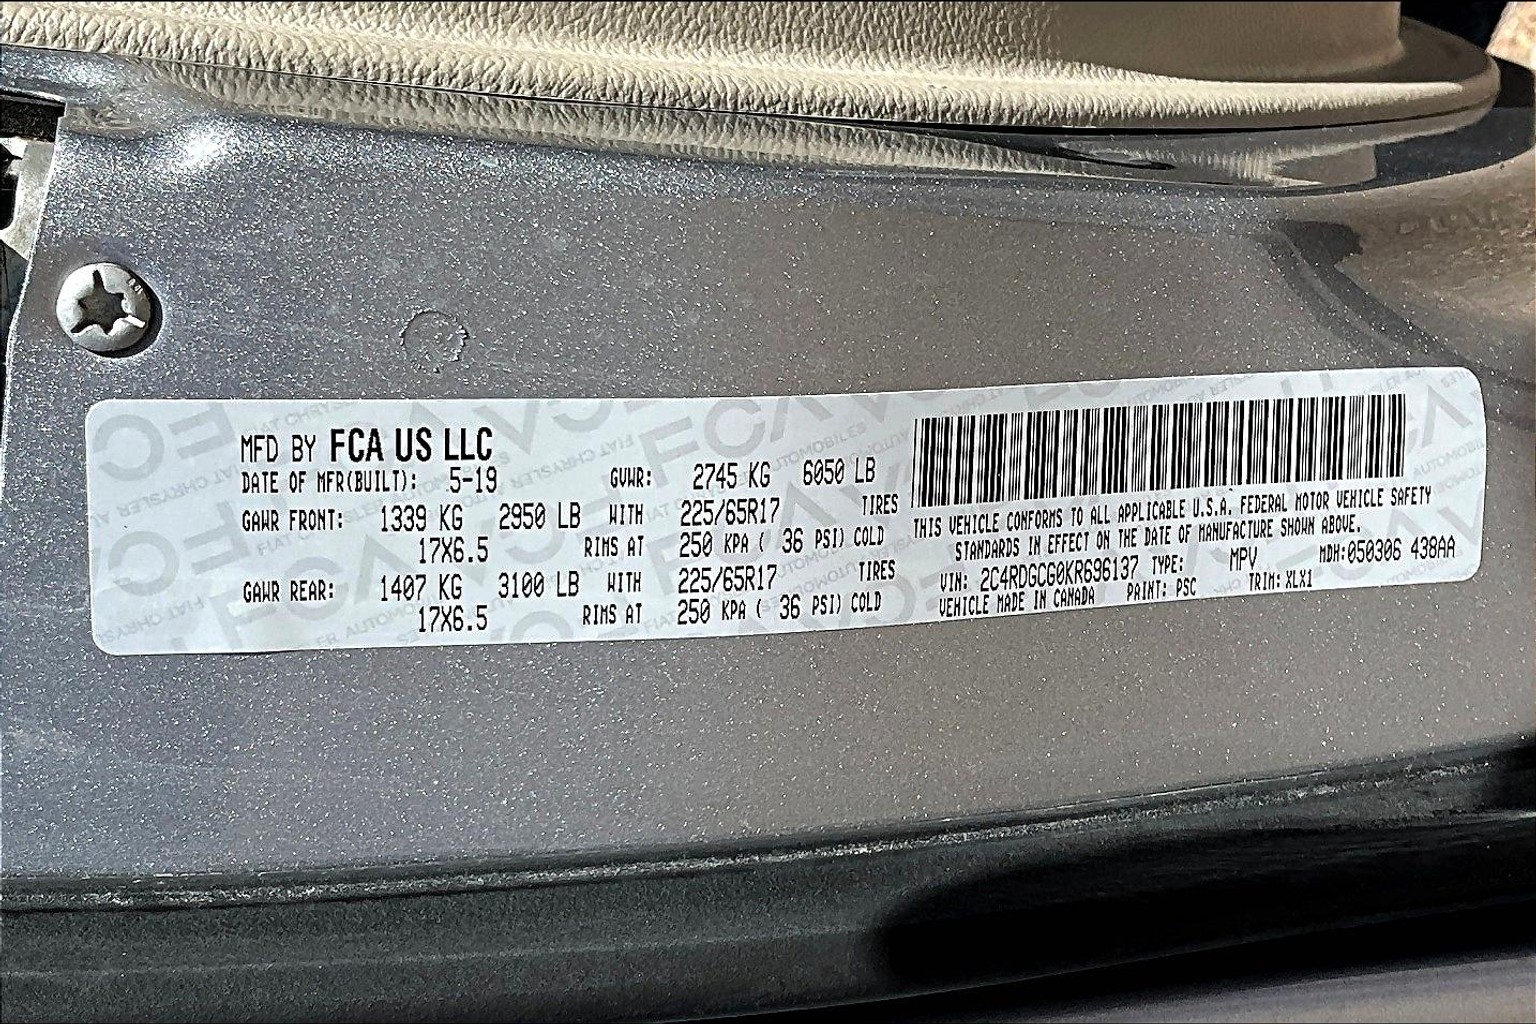 MFD BY FCA US LLC
DATE OF MFR(BUILT): 5-19 GVWR: 2745 KG 6050 LB
GAWR FRONT: 1339 KG 2950 LB WITH 225/65R17 TIRES
17X6.5 RIMS AT 250 KPA ( 36 PSI) COLD
GAWR REAR: 1407 KG 3100 LB WITH 225/65R17 TIRES
17X6.5 RIMS AT 250 KPA ( 36 PSI) COLD
THIS VEHICLE CONFORMS TO ALL APPLICABLE U.S.A. FEDERAL MOTOR VEHICLE SAFETY
STANDARDS IN EFFECT ON THE DATE OF MANUFACTURE SHOWN ABOVE.
VIN: 2C4RDGCG0KR696137 TYPE: MPV MDH:050306 438AA
VEHICLE MADE IN CANADA PAINT: PSC TRIM: XLX1